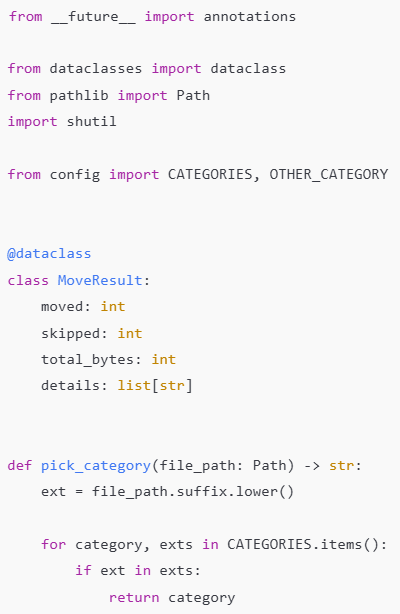 from __future__ import annotations

from dataclasses import dataclass
from pathlib import Path
import shutil

from config import CATEGORIES, OTHER_CATEGORY


@dataclass
class MoveResult:
    moved: int
    skipped: int
    total_bytes: int
    details: list[str]


def pick_category(file_path: Path) -> str:
    ext = file_path.suffix.lower()

    for category, exts in CATEGORIES.items():
        if ext in exts:
            return category